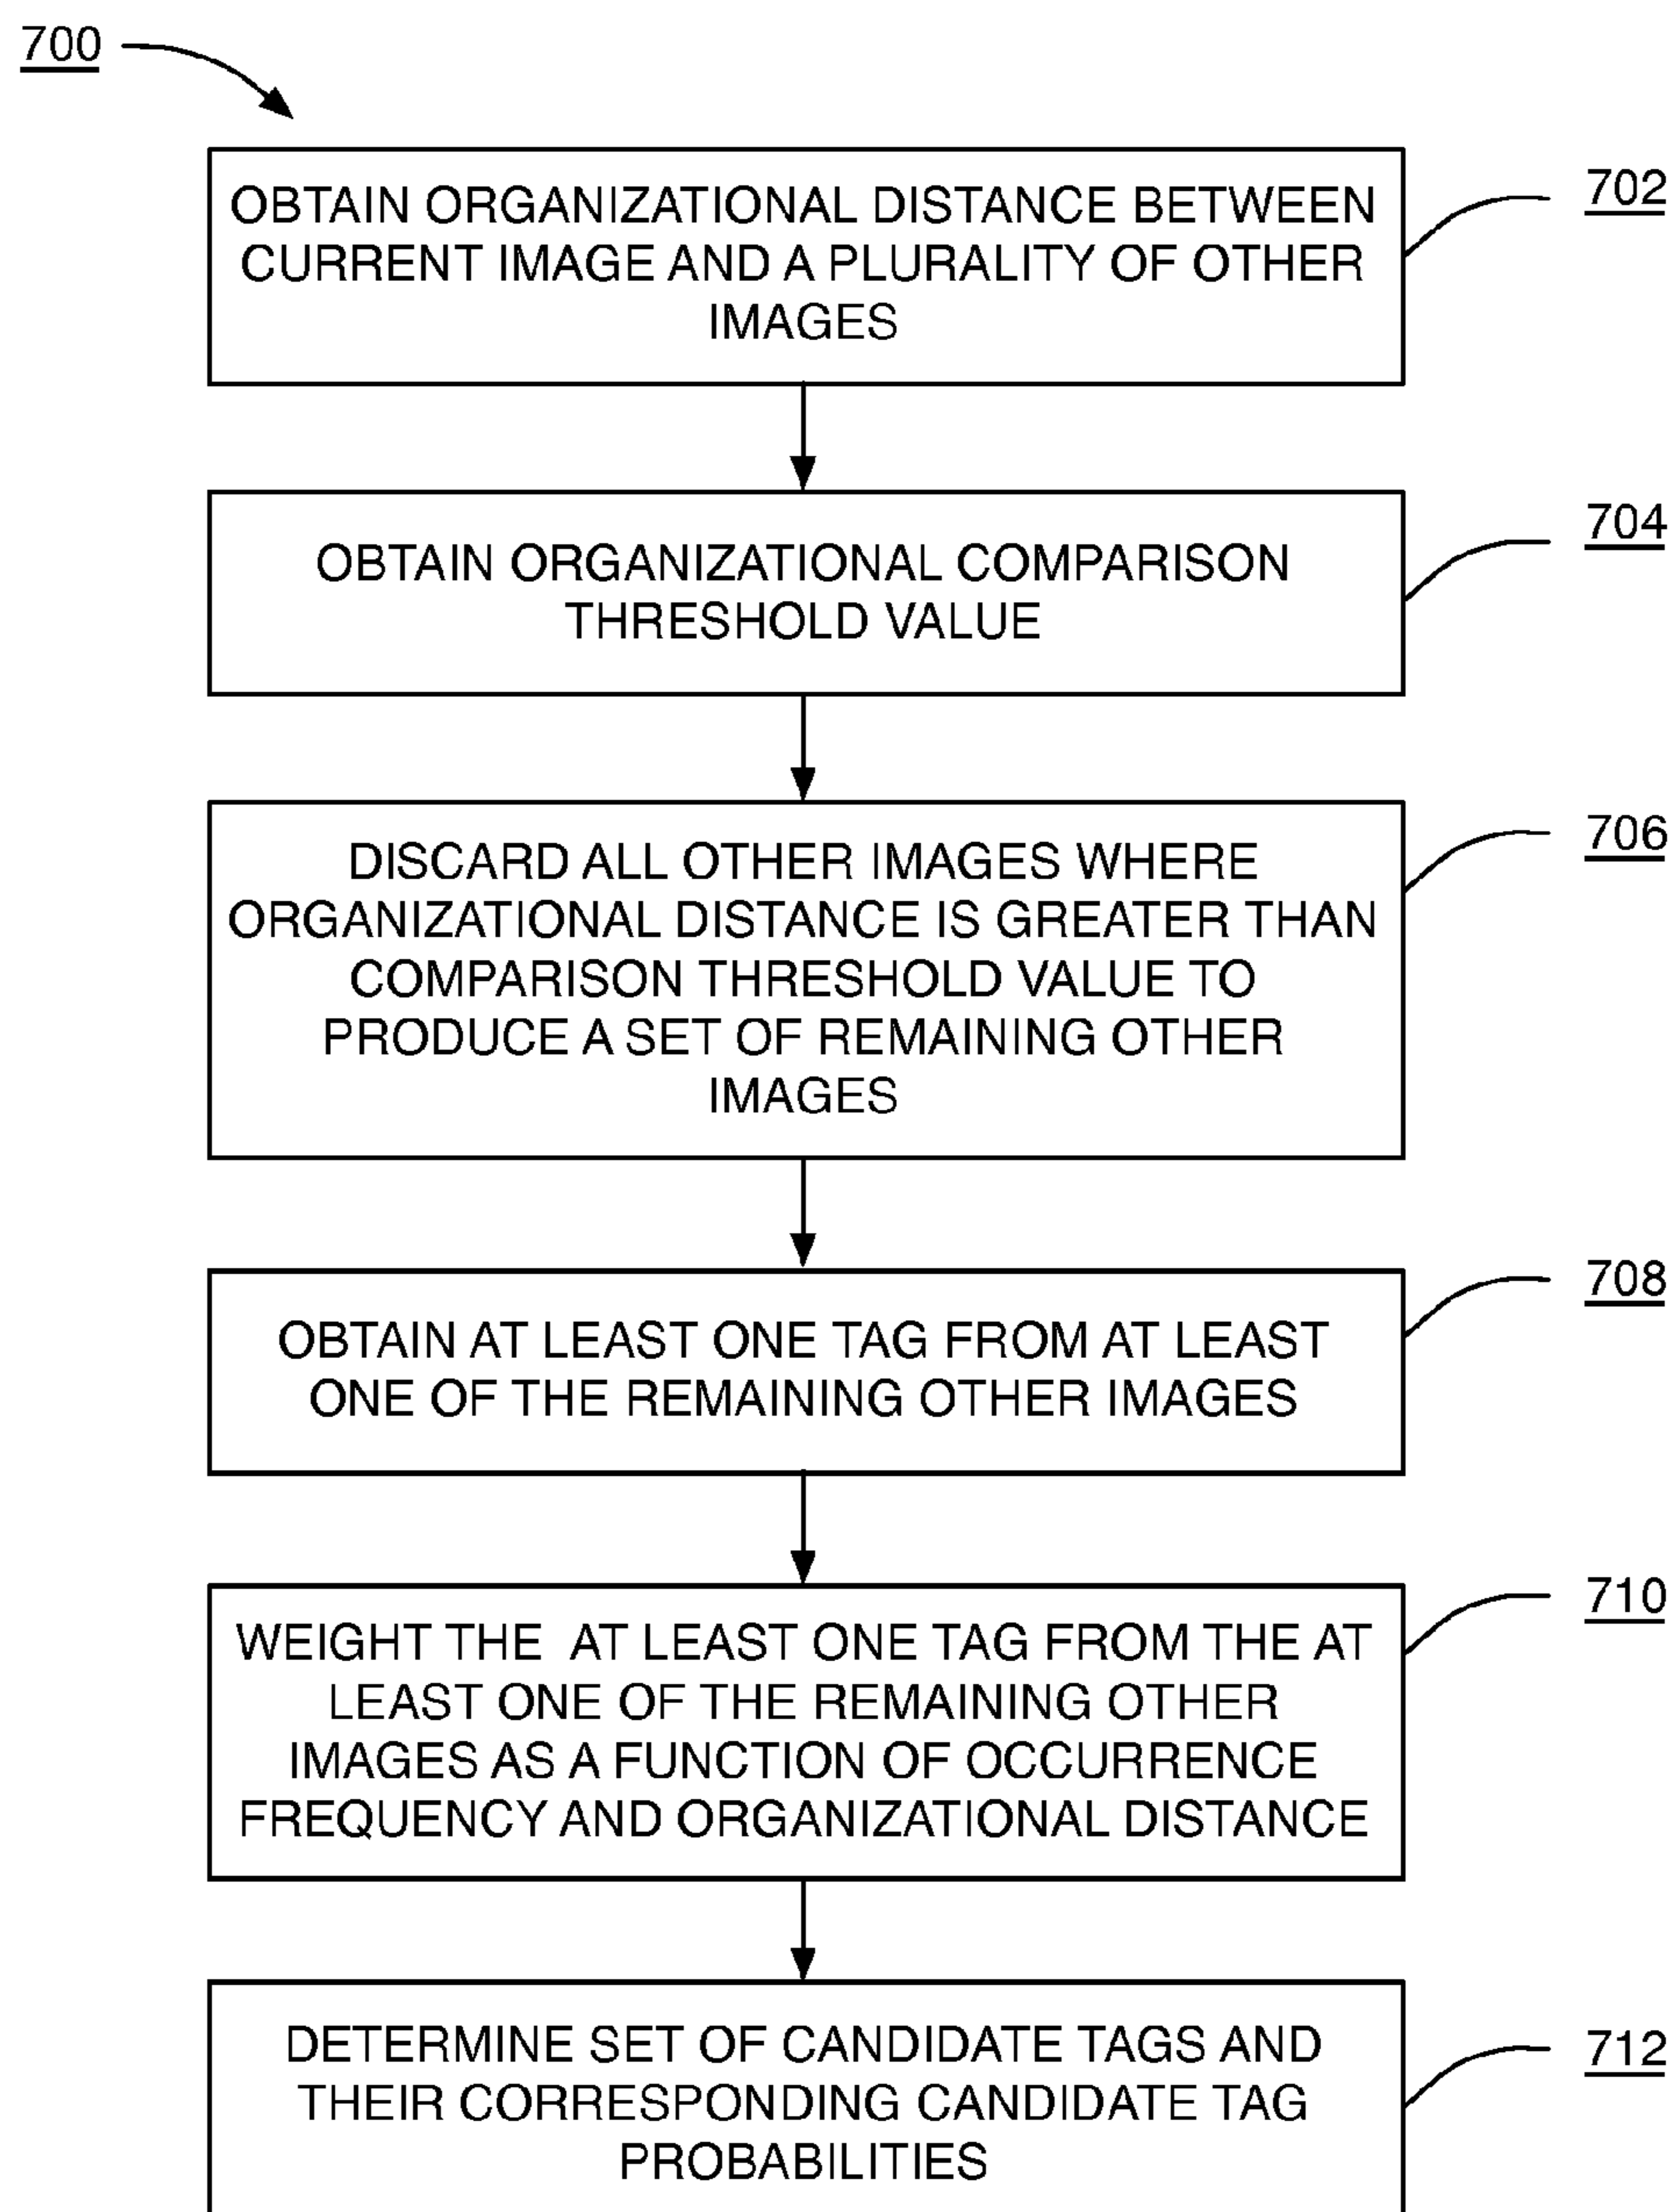 700
OBTAIN ORGANIZATIONAL DISTANCE BETWEEN
CURRENT IMAGE AND A PLURALITY OF OTHER
IMAGES
702
OBTAIN ORGANIZATIONAL COMPARISON
THRESHOLD VALUE
704
DISCARD ALL OTHER IMAGES WHERE
ORGANIZATIONAL DISTANCE IS GREATER THAN
COMPARISON THRESHOLD VALUE TO
PRODUCE A SET OF REMAINING OTHER
IMAGES
706
OBTAIN AT LEAST ONE TAG FROM AT LEAST
ONE OF THE REMAINING OTHER IMAGES
708
WEIGHT THE AT LEAST ONE TAG FROM THE AT
LEAST ONE OF THE REMAINING OTHER
IMAGES AS A FUNCTION OF OCCURRENCE
FREQUENCY AND ORGANIZATIONAL DISTANCE
710
DETERMINE SET OF CANDIDATE TAGS AND
THEIR CORRESPONDING CANDIDATE TAG
PROBABILITIES
712